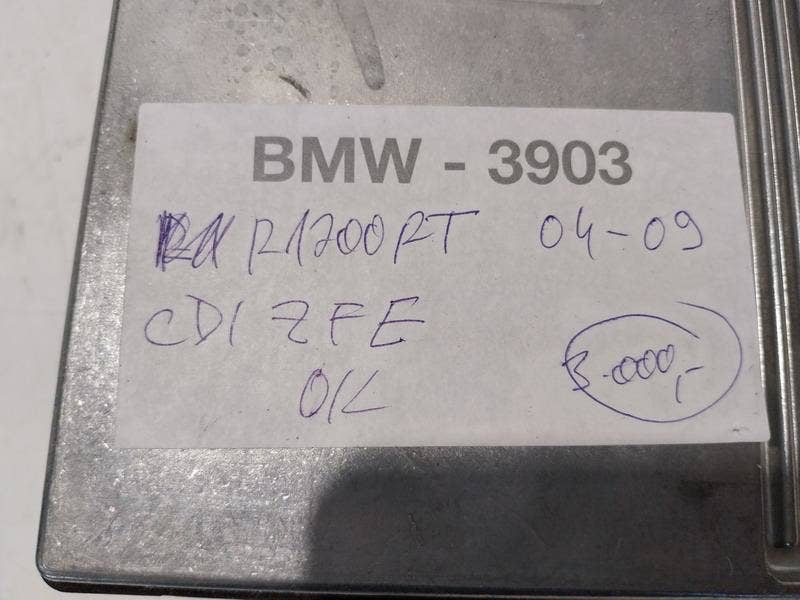 BMW - 3903
R1200RT 04-09
CDI ZFE
OK 3.000,-